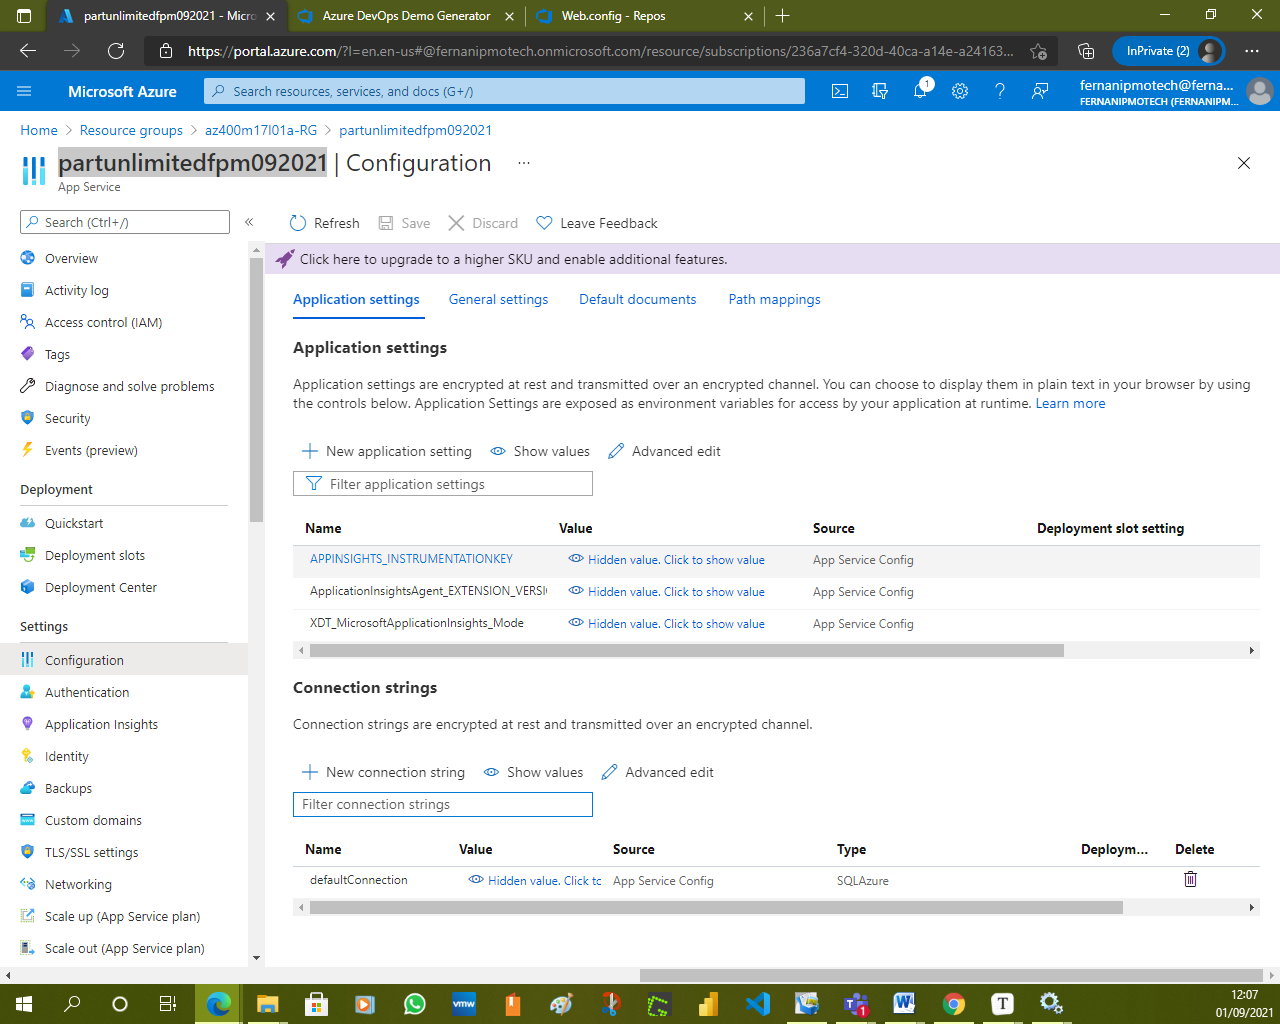 partunlimitedfpm092021 - Micro
Azure DevOps Demo Generator
Web.config - Repos
https://portal.azure.com/?l=en.en-us#@fernanipmotech.onmicrosoft.com/resource/subscriptions/236a7cf4-320d-40ca-a14e-a24163...
InPrivate (2)
Microsoft Azure
Search resources, services, and docs (G+/)
1
fernanipmotech@ferna...
FERNANIPMOTECH (FERNANIPM...
Home > Resource groups > az400m17l01a-RG > partunlimitedfpm092021
partunlimitedfpm092021 | Configuration ...
App Service
Search (Ctrl+/)
«
Refresh
Save
Discard
Leave Feedback
Click here to upgrade to a higher SKU and enable additional features.
Overview
Activity log
Access control (IAM)
Tags
Diagnose and solve problems
Security
Events (preview)
Deployment
Quickstart
Deployment slots
Deployment Center
Settings
Configuration
Authentication
Application Insights
Identity
Backups
Custom domains
TLS/SSL settings
Networking
Scale up (App Service plan)
Scale out (App Service plan)
Application settings General settings Default documents Path mappings
Application settings
Application settings are encrypted at rest and transmitted over an encrypted channel. You can choose to display them in plain text in your browser by using
the controls below. Application Settings are exposed as environment variables for access by your application at runtime. Learn more
New application setting Show values Advanced edit
Filter application settings
Name Value Source Deployment slot setting
APPINSIGHTS_INSTRUMENTATIONKEY Hidden value. Click to show value App Service Config
ApplicationInsightsAgent_EXTENSION_VERSI Hidden value. Click to show value App Service Config
XDT_MicrosoftApplicationInsights_Mode Hidden value. Click to show value App Service Config
Connection strings
Connection strings are encrypted at rest and transmitted over an encrypted channel.
New connection string Show values Advanced edit
Filter connection strings
Name Value Source Type Deploym... Delete
defaultConnection Hidden value. Click tc App Service Config SQLAzure
vmw
1
W
T
12:07
01/09/2021